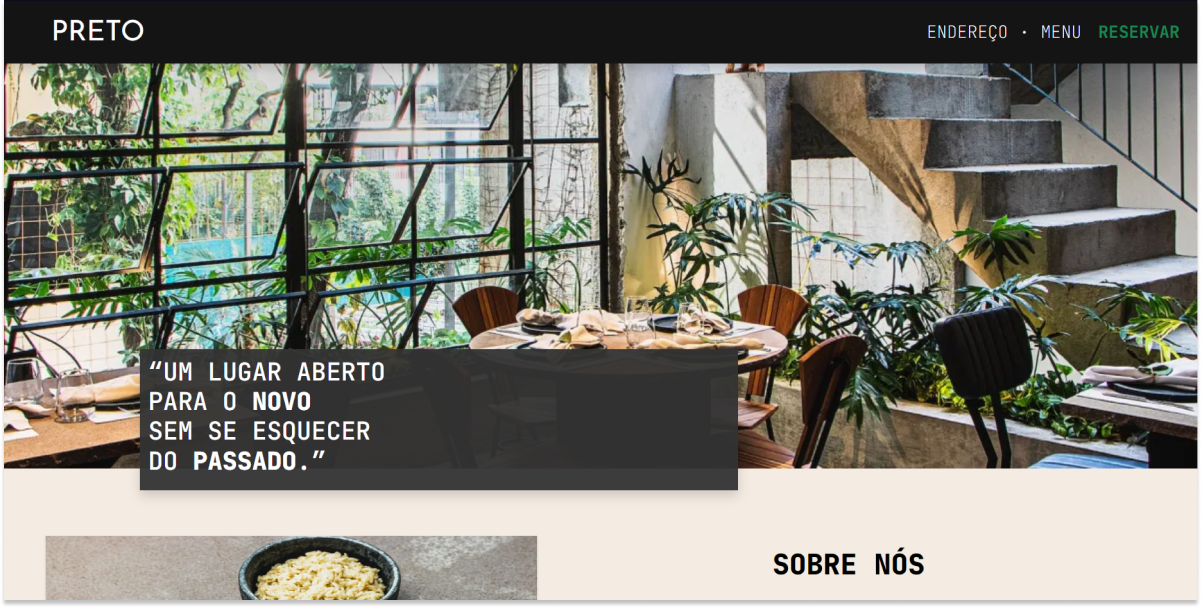 PRETO
ENDEREÇO · MENU RESERVAR
“UM LUGAR ABERTO
PARA O NOVO
SEM SE ESQUECER
DO PASSADO.”
SOBRE NÓS